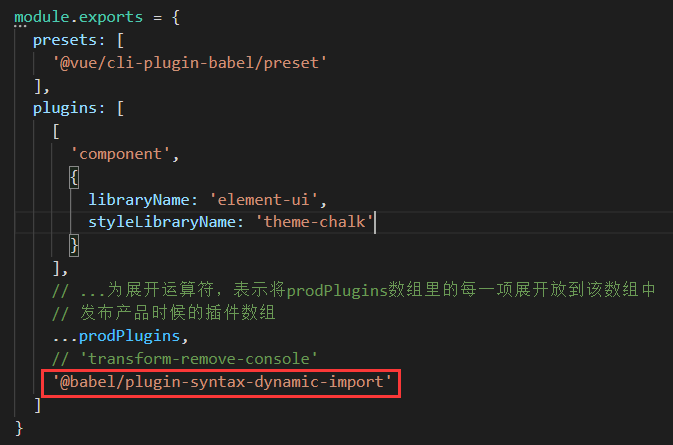 module.exports = {
  presets: [
    '@vue/cli-plugin-babel/preset'
  ],
  plugins: [
    [
      'component',
      {
        libraryName: 'element-ui',
        styleLibraryName: 'theme-chalk'
      }
    ],
    // ...为展开运算符，表示将prodPlugins数组里的每一项展开放到该数组中
    // 发布产品时候的插件数组
    ...prodPlugins,
    // 'transform-remove-console'
    '@babel/plugin-syntax-dynamic-import'
  ]
}